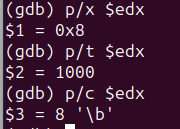 (gdb) p/x $edx
$1 = 0x8
(gdb) p/t $edx
$2 = 1000
(gdb) p/c $edx
$3 = 8 '\b'